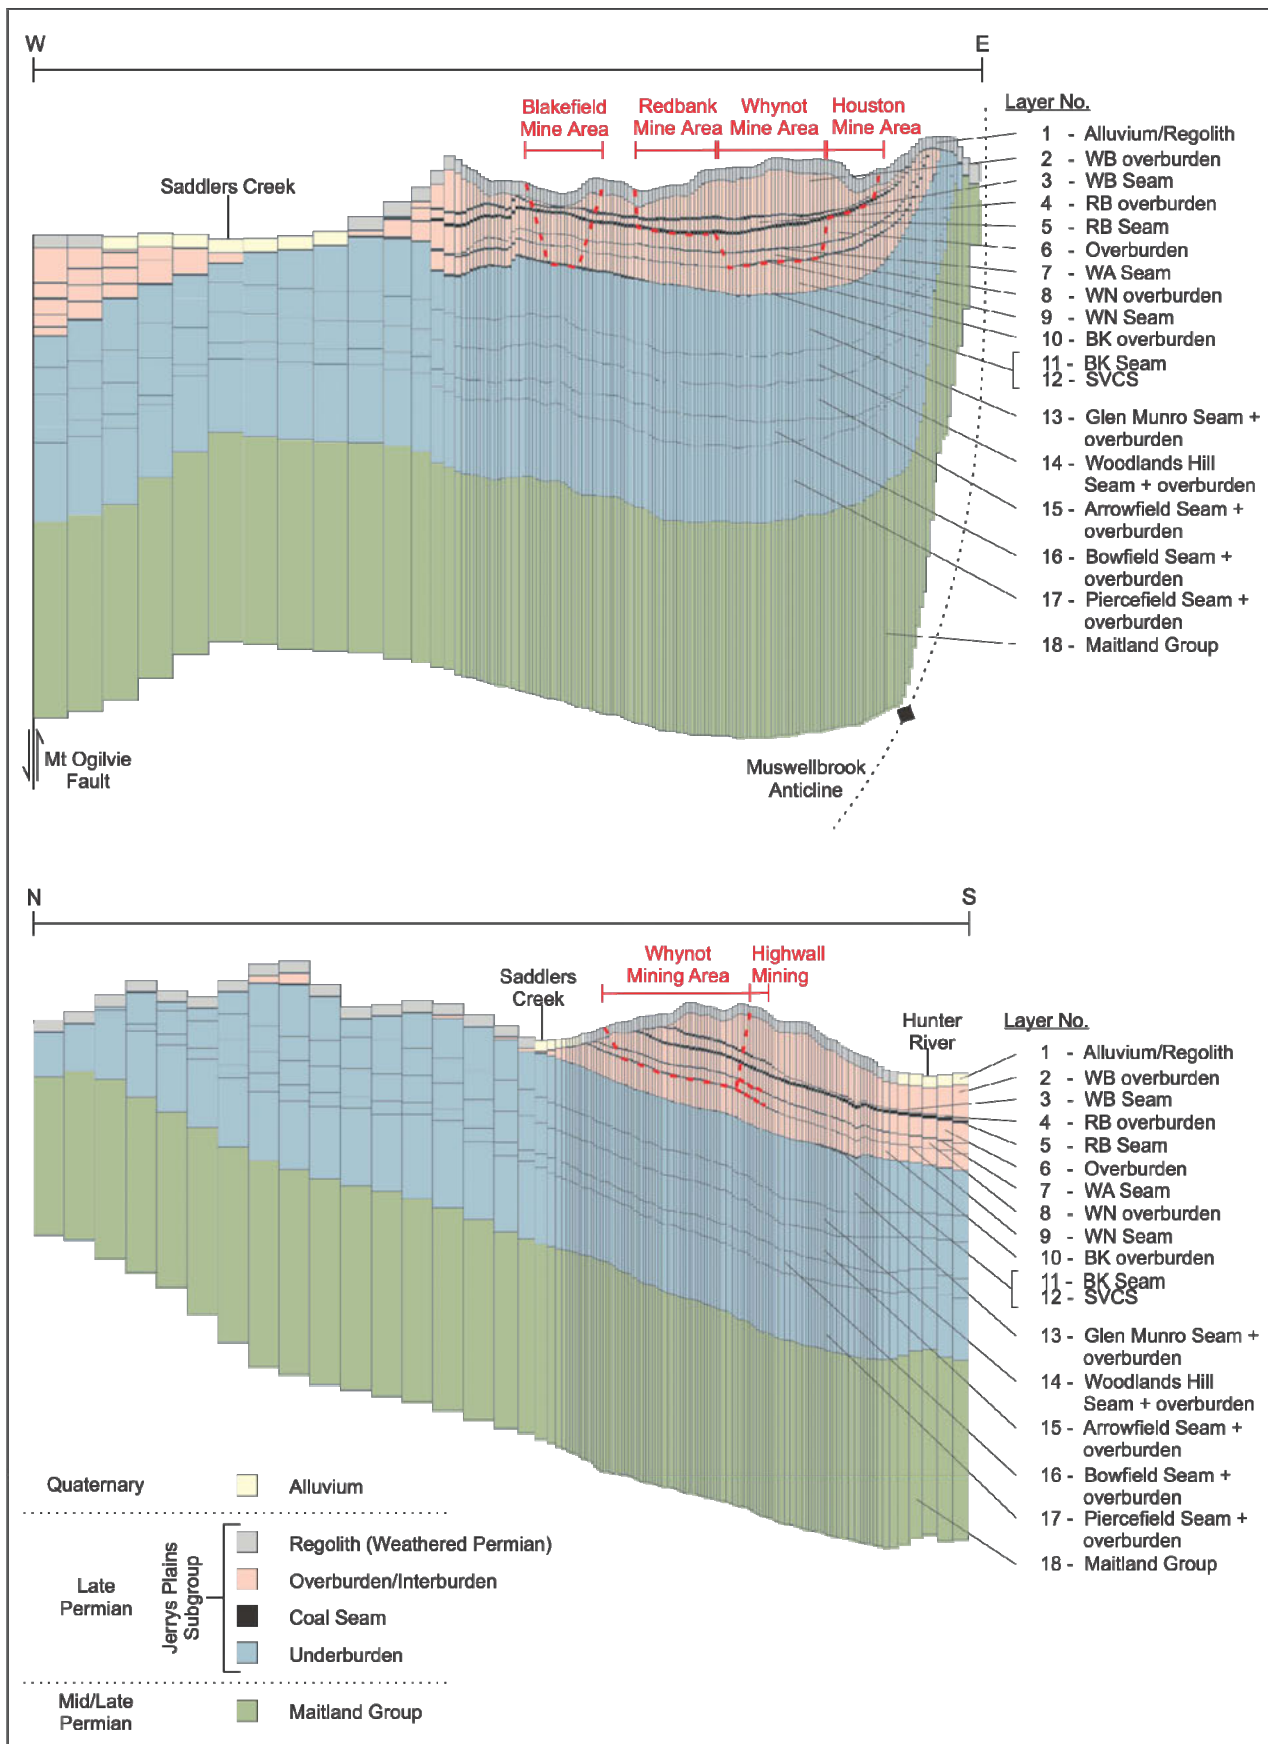 W
E
Blakefield
Mine Area
Redbank
Mine Area
Whynot
Mine Area
Houston
Mine Area
Saddlers Creek
Layer No.
1 - Alluvium/Regolith
2 - WB overburden
3 - WB Seam
4 - RB overburden
5 - RB Seam
6 - Overburden
7 - WA Seam
8 - WN overburden
9 - WN Seam
10 - BK overburden
11 - BK Seam
12 - SVCS
13 - Glen Munro Seam +
overburden
14 - Woodlands Hill
Seam + overburden
15 - Arrowfield Seam +
overburden
16 - Bowfield Seam +
overburden
17 - Piercefield Seam +
overburden
18 - Maitland Group
Mt Ogilvie
Fault
Muswellbrook
Anticline
N
S
Whynot
Mining Area
Highwall
Mining
Saddlers
Creek
Hunter
River
Layer No.
1 - Alluvium/Regolith
2 - WB overburden
3 - WB Seam
4 - RB overburden
5 - RB Seam
6 - Overburden
7 - WA Seam
8 - WN overburden
9 - WN Seam
10 - BK overburden
11 - BK Seam
12 - SVCS
13 - Glen Munro Seam +
overburden
14 - Woodlands Hill
Seam + overburden
15 - Arrowfield Seam +
overburden
16 - Bowfield Seam +
overburden
17 - Piercefield Seam +
overburden
18 - Maitland Group
Quaternary
Alluvium
Late
Permian
Jerrys Plains
Subgroup
Regolith (Weathered Permian)
Overburden/Interburden
Coal Seam
Underburden
Mid/Late
Permian
Maitland Group